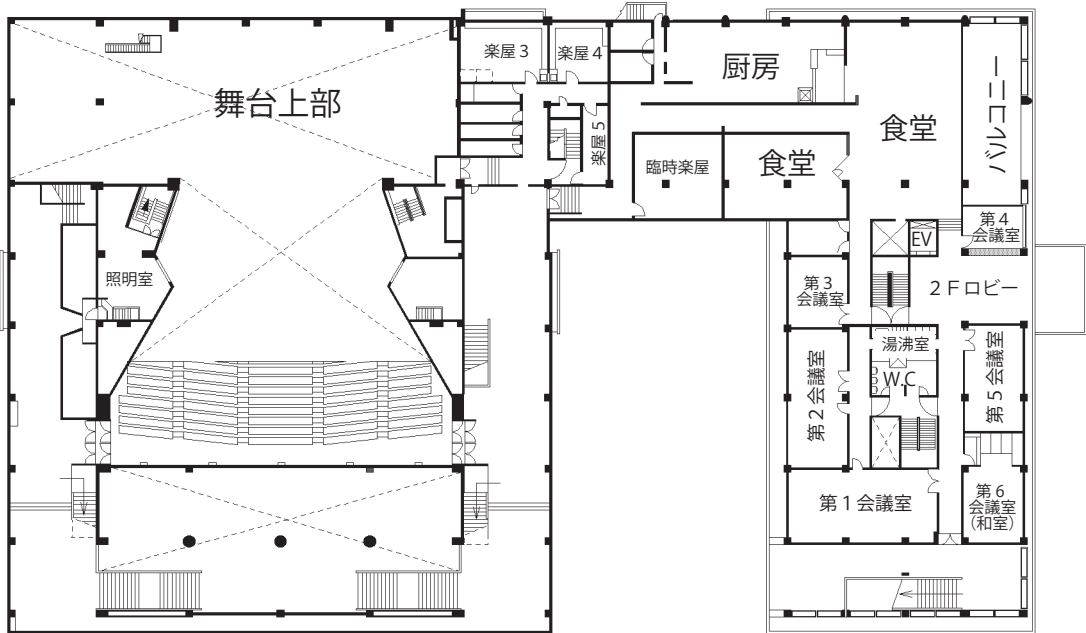 楽屋３
楽屋４
厨房
舞台上部
楽屋５
食堂
バルコニー
臨時楽屋
食堂
第４
会議室
EV
照明室
第３
会議室
２Ｆロビー
湯沸室
W.C
第２会議室
第５会議室
第１会議室
第６
会議室
（和室）